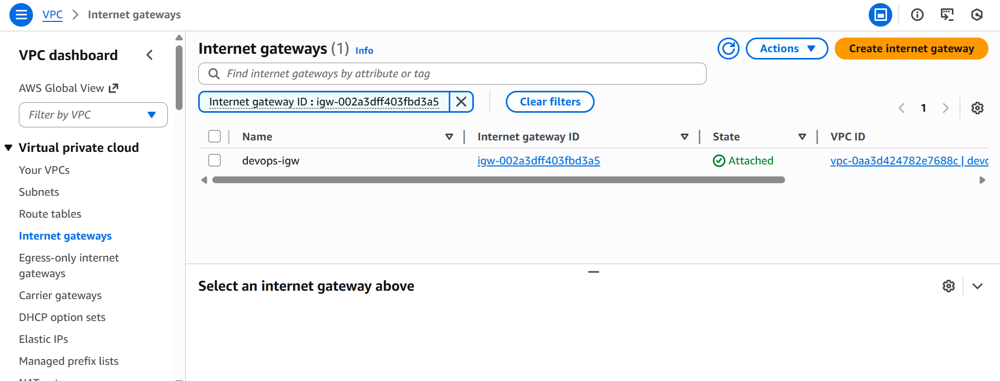 VPC
Internet gateways
VPC dashboard
AWS Global View
Filter by VPC
Virtual private cloud
Your VPCs
Subnets
Route tables
Internet gateways
Egress-only internet
gateways
Carrier gateways
DHCP option sets
Elastic IPs
Managed prefix lists
Internet gateways (1) Info
Actions
Create internet gateway
Find internet gateways by attribute or tag
Internet gateway ID : igw-002a3dff403fbd3a5
Clear filters
1
Name Internet gateway ID State VPC ID
devops-igw igw-002a3dff403fbd3a5 Attached vpc-0aa3d424782e7688c |
Select an internet gateway above